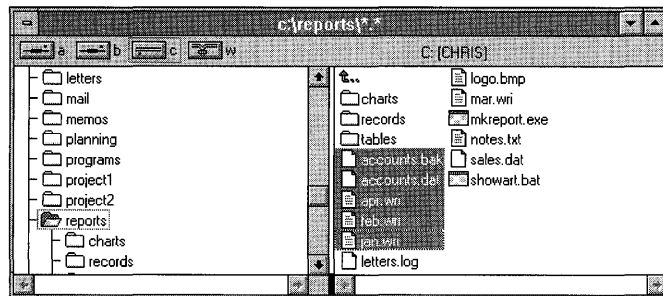 c:\reports\*.*
a b c w C: [CHRIS]
letters
mail
memos
planning
programs
project1
project2
reports
charts
records
..
charts
records
tables
accounts.bak
accounts.dat
apr.wri
feb.wri
jan.wri
letters.log
logo.bmp
mar.wri
mkreport.exe
notes.txt
sales.dat
showart.bat